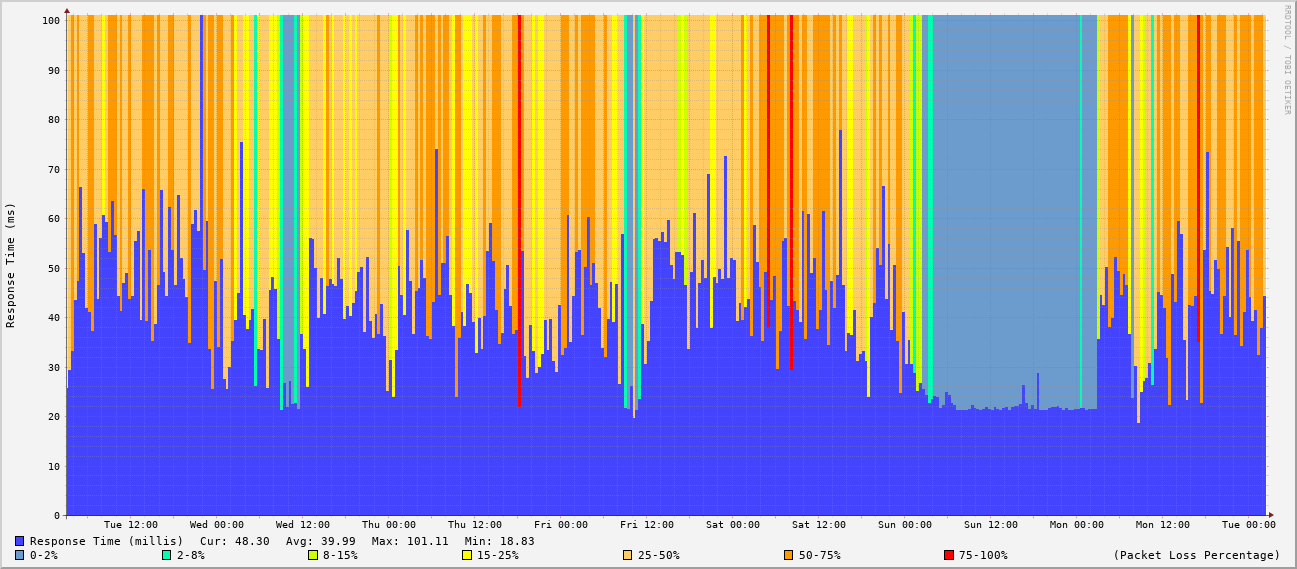 RRDTOOL / TOBI OETIKER
Response Time (ms)
100
90
80
70
60
50
40
30
20
10
0
Tue 12:00 Wed 00:00 Wed 12:00 Thu 00:00 Thu 12:00 Fri 00:00 Fri 12:00 Sat 00:00 Sat 12:00 Sun 00:00 Sun 12:00 Mon 00:00 Mon 12:00 Tue 00:00
Response Time (millis) Cur: 48.30 Avg: 39.99 Max: 101.11 Min: 18.83
0-2% 2-8% 8-15% 15-25% 25-50% 50-75% 75-100% (Packet Loss Percentage)